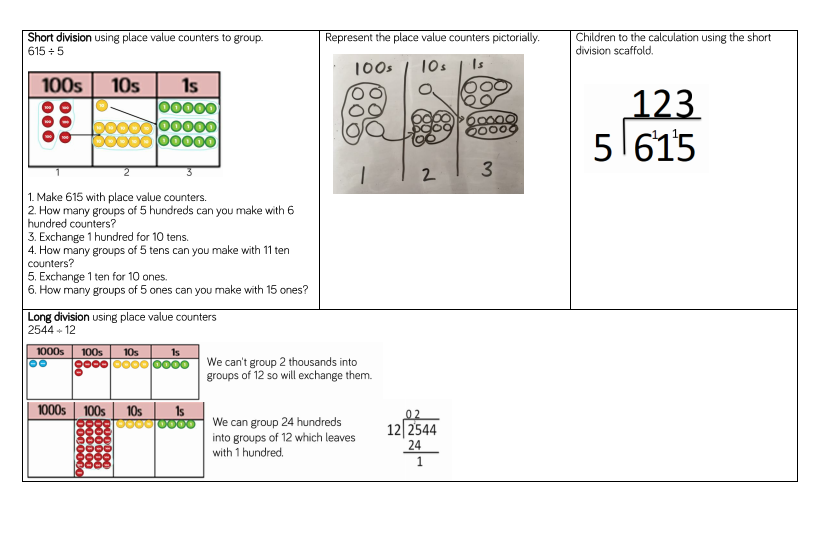 Short division using place value counters to group.
615 ÷ 5
100s 10s 1s
1 2 3
1. Make 615 with place value counters.
2. How many groups of 5 hundreds can you make with 6
hundred counters?
3. Exchange 1 hundred for 10 tens.
4. How many groups of 5 tens can you make with 11 ten
counters?
5. Exchange 1 ten for 10 ones.
6. How many groups of 5 ones can you make with 15 ones?
Represent the place value counters pictorially.
100s 10s 1s
1 2 3
Children to the calculation using the short
division scaffold.
123
5 6 1 1 1 5
Long division using place value counters
2544 ÷ 12
1000s 100s 10s 1s
We can't group 2 thousands into
groups of 12 so will exchange them.
1000s 100s 10s 1s
We can group 24 hundreds
into groups of 12 which leaves
with 1 hundred.
02
12 2544
24
1